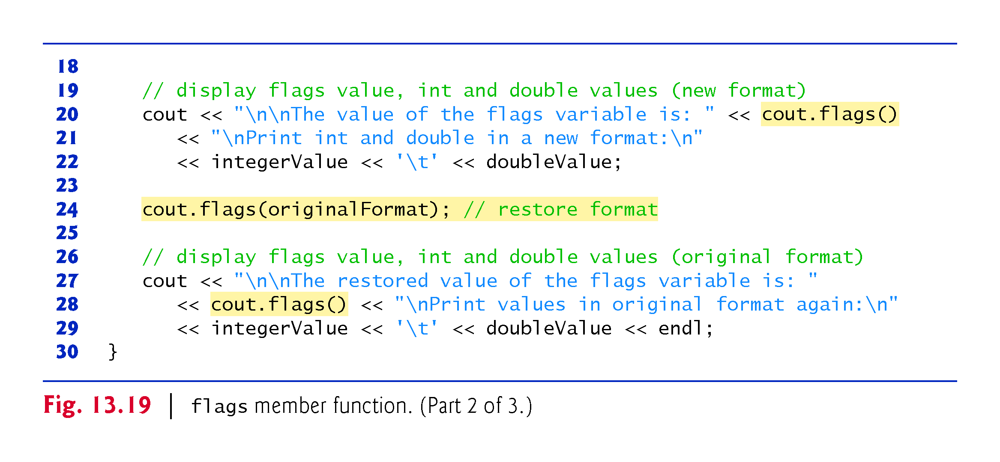 18
19 // display flags value, int and double values (new format)
20 cout << "\n\nThe value of the flags variable is: " << cout.flags()
21 << "\nPrint int and double in a new format:\n"
22 << integerValue << '\t' << doubleValue;
23
24 cout.flags(originalFormat); // restore format
25
26 // display flags value, int and double values (original format)
27 cout << "\n\nThe restored value of the flags variable is: "
28 << cout.flags() << "\nPrint values in original format again:\n"
29 << integerValue << '\t' << doubleValue << endl;
30 }
Fig. 13.19 | flags member function. (Part 2 of 3.)